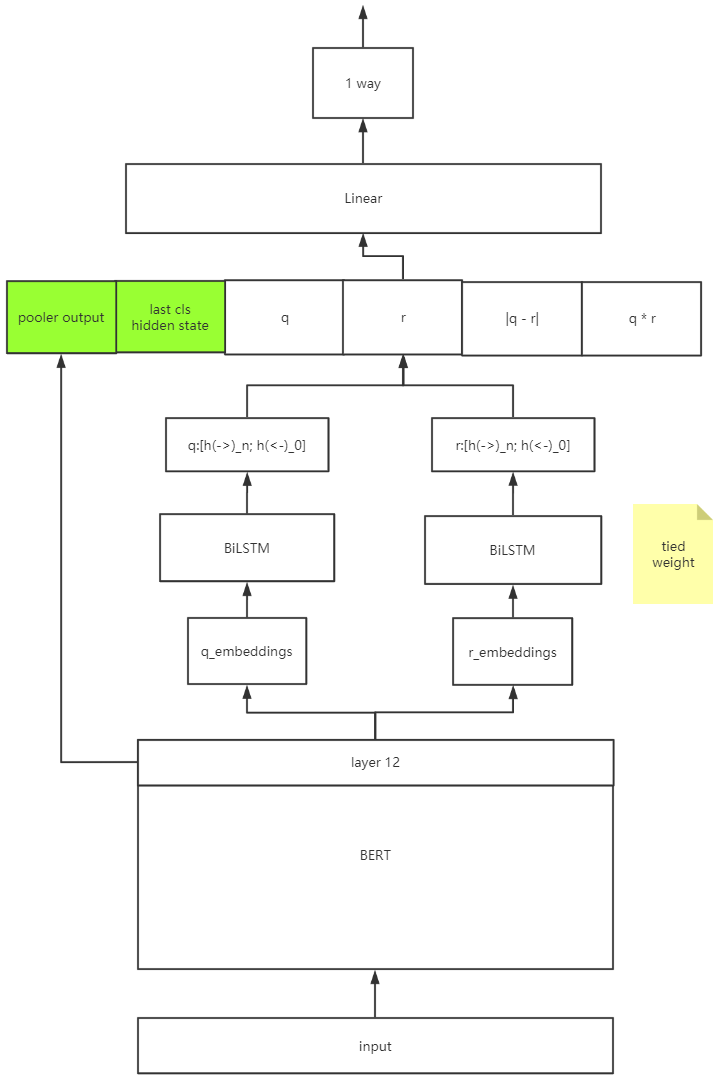 1 way
Linear
pooler output
last cls
hidden state
q
r
|q - r|
q * r
q:[h(->)_n; h(<-)_0]
r:[h(->)_n; h(<-)_0]
BiLSTM
BiLSTM
tied
weight
q_embeddings
r_embeddings
layer 12
BERT
input